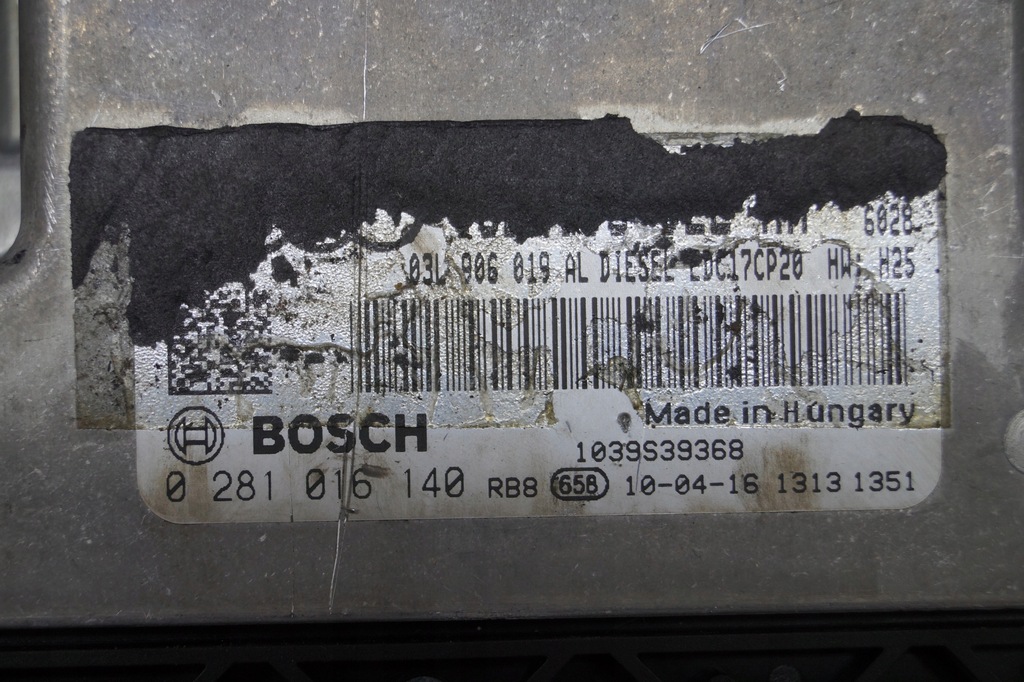 6028
03L 906 019 AL DIESEL EDC17CP20 HW: H25
BOSCH
Made in Hungary
1039S39368
0 281 016 140 RB8 658 10-04-16 1313 1351